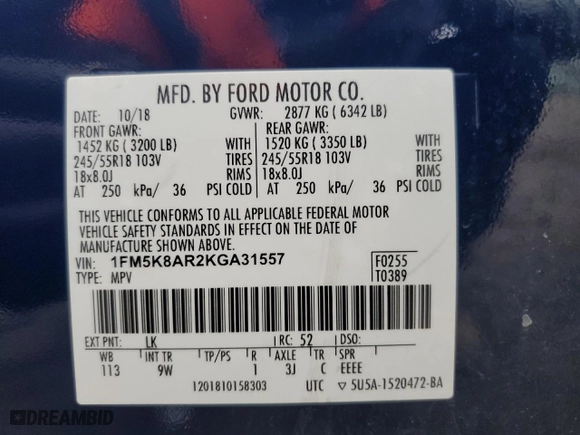 MFD. BY FORD MOTOR CO.
DATE: 10/18 GVWR: 2877 KG ( 6342 LB)
FRONT GAWR: REAR GAWR:
1452 KG ( 3200 LB) WITH 1520 KG ( 3350 LB) WITH
245/55R18 103V TIRES 245/55R18 103V TIRES
18x8.0J RIMS 18x8.0J RIMS
AT 250 kPa/ 36 PSI COLD AT 250 kPa/ 36 PSI COLD
THIS VEHICLE CONFORMS TO ALL APPLICABLE FEDERAL MOTOR
VEHICLE SAFETY STANDARDS IN EFFECT ON THE DATE OF
MANUFACTURE SHOWN ABOVE.
VIN: 1FM5K8AR2KGA31557 F0255
TYPE: MPV T0389
EXT PNT: LK RC: 52 DSO:
WB INT TR TP/PS R AXLE TR SPR
113 9W 1 3J C EEEE
1201810158303 UTC 5U5A-1520472-BA
DREAMBID